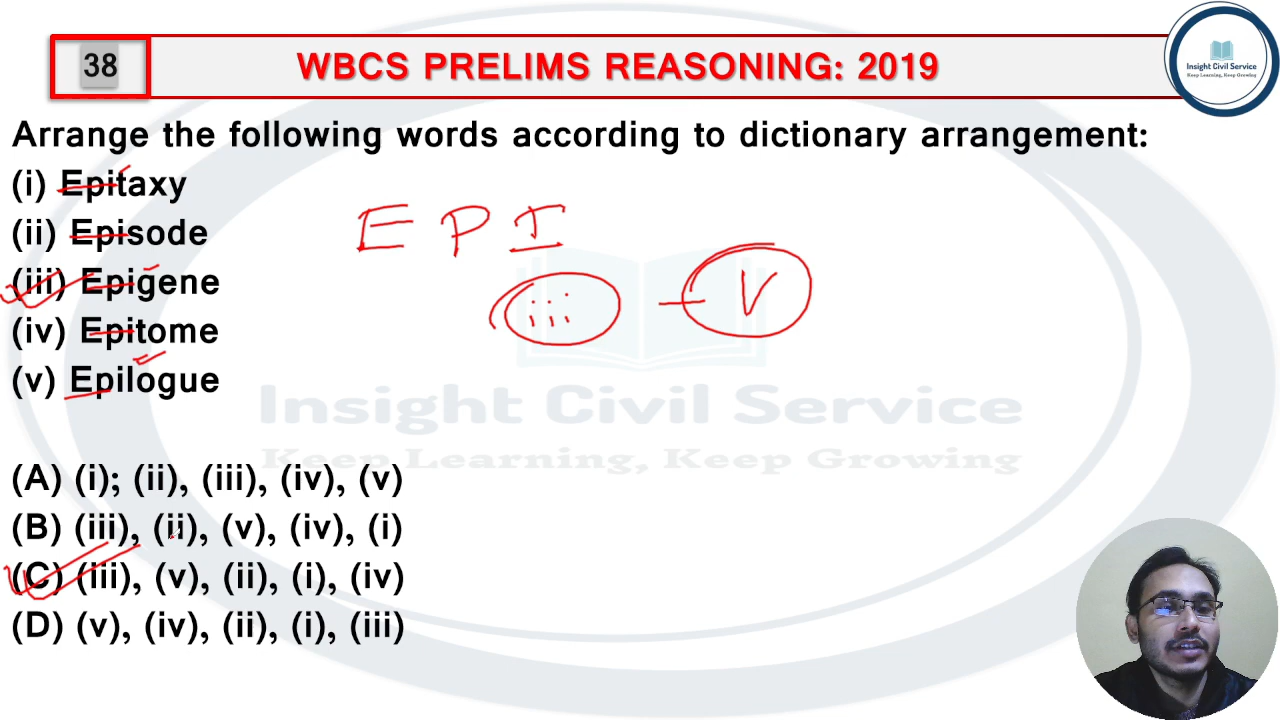 38
WBCS PRELIMS REASONING: 2019
Insight Civil Service
Keep Learning, Keep Growing
Arrange the following words according to dictionary arrangement:
(i) Epitaxy
(ii) Episode
(iii) Epigene
(iv) Epitome
(v) Epilogue
E P I
iii - V
Insight Civil Service
Keep Learning, Keep Growing
(A) (i); (ii), (iii), (iv), (v)
(B) (iii), (ii), (v), (iv), (i)
(C) (iii), (v), (ii), (i), (iv)
(D) (v), (iv), (ii), (i), (iii)